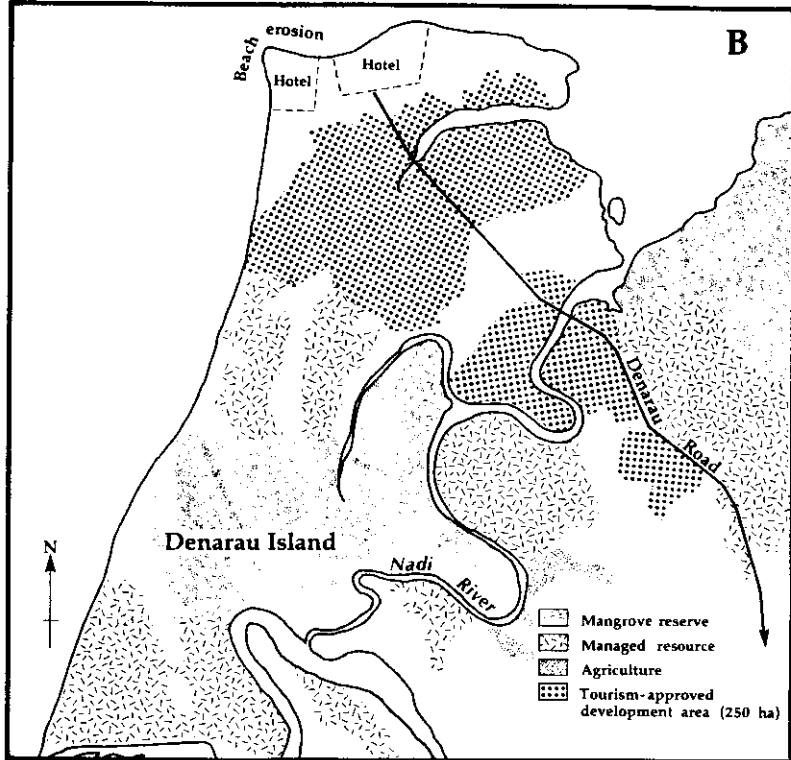 B
Beach erosion
Hotel
Hotel
Denarau Road
Denarau Island
N
Nadi River
Mangrove reserve
Managed resource
Agriculture
Tourism-approved
development area (250 ha)